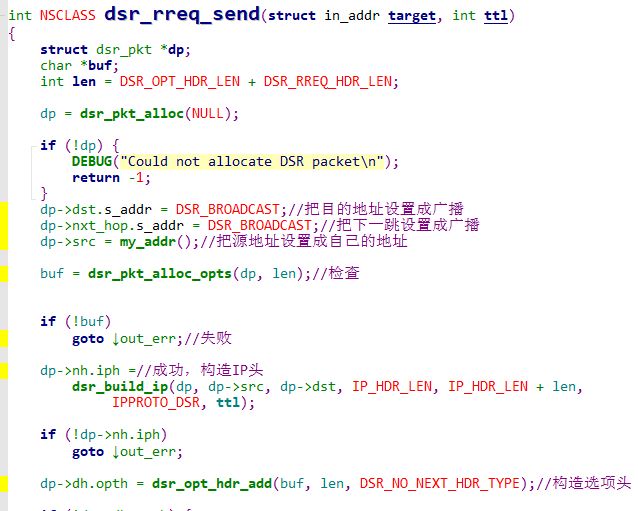 int NSCLASS dsr_rreq_send(struct in_addr target, int ttl)
{
struct dsr_pkt *dp;
char *buf;
int len = DSR_OPT_HDR_LEN + DSR_RREQ_HDR_LEN;
dp = dsr_pkt_alloc(NULL);
if (!dp) {
DEBUG("Could not allocate DSR packet\n");
return -1;
}
dp->dst.s_addr = DSR_BROADCAST;//把目的地址设置成广播
dp->nxt_hop.s_addr = DSR_BROADCAST;//把下一跳设置成广播
dp->src = my_addr();//把源地址设置成自己的地址
buf = dsr_pkt_alloc_opts(dp, len);//检查
if (!buf)
goto ↓out_err;//失败
dp->nh.iph =//成功，构造IP头
dsr_build_ip(dp, dp->src, dp->dst, IP_HDR_LEN, IP_HDR_LEN + len,
IPPROTO_DSR, ttl);
if (!dp->nh.iph)
goto ↓out_err;
dp->dh.opth = dsr_opt_hdr_add(buf, len, DSR_NO_NEXT_HDR_TYPE);//构造选项头